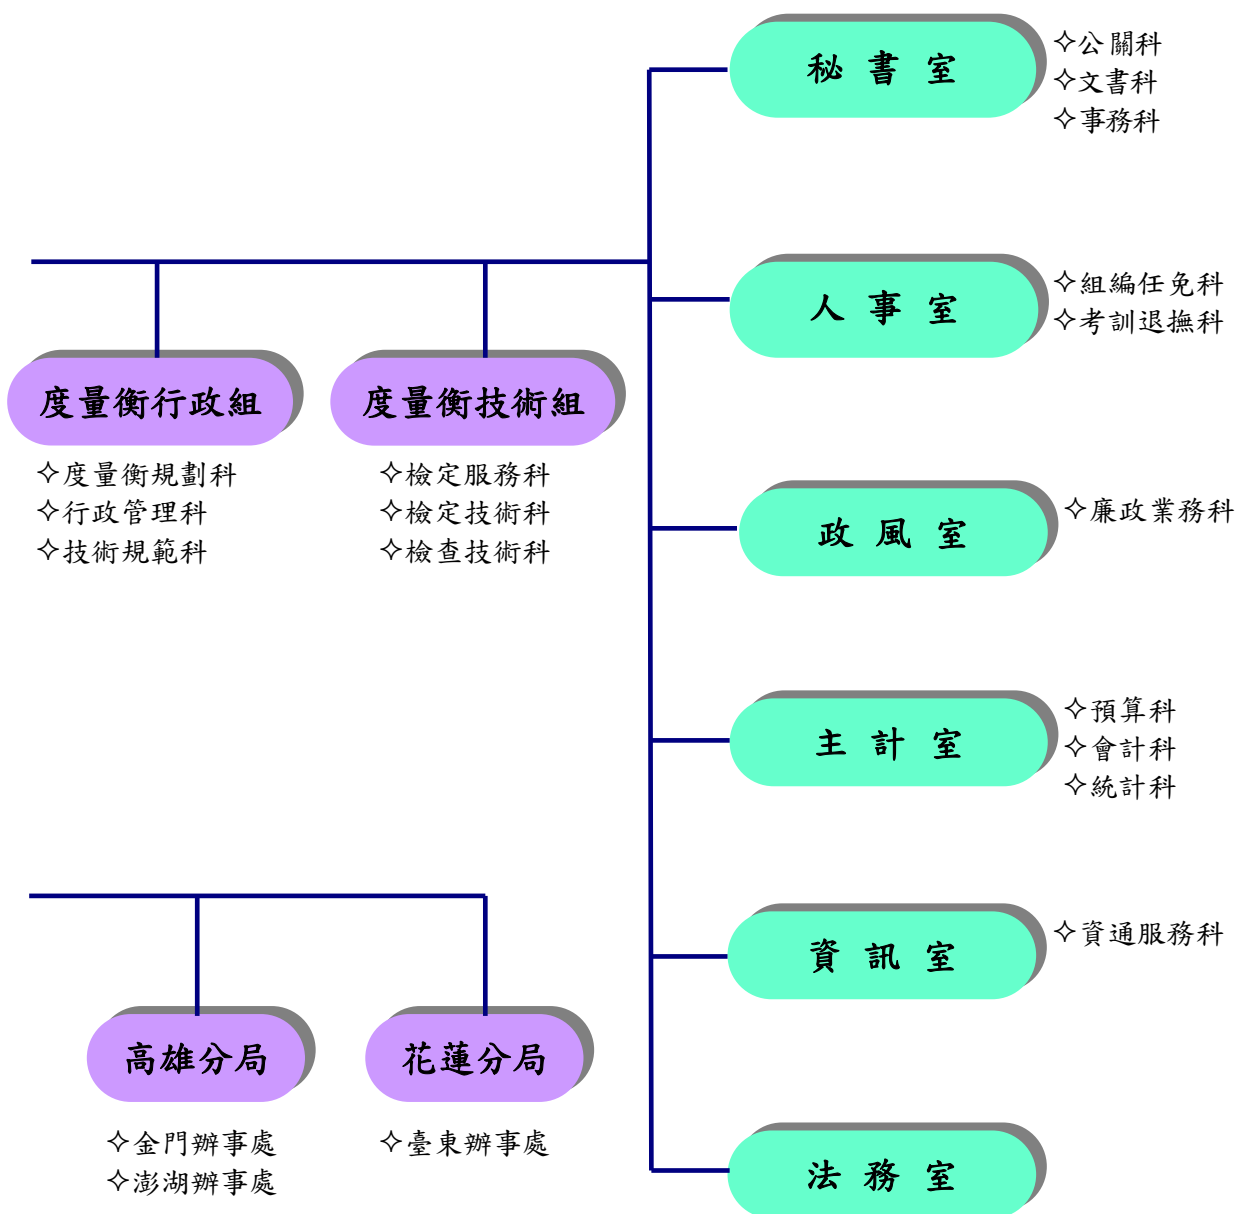 秘書室
✧公關科
✧文書科
✧事務科
人事室
✧組編任免科
✧考訓退撫科
度量衡行政組
✧度量衡規劃科
✧行政管理科
✧技術規範科
度量衡技術組
✧檢定服務科
✧檢定技術科
✧檢查技術科
政風室
✧廉政業務科
主計室
✧預算科
✧會計科
✧統計科
資訊室
✧資通服務科
高雄分局
✧金門辦事處
✧澎湖辦事處
花蓮分局
✧臺東辦事處
法務室